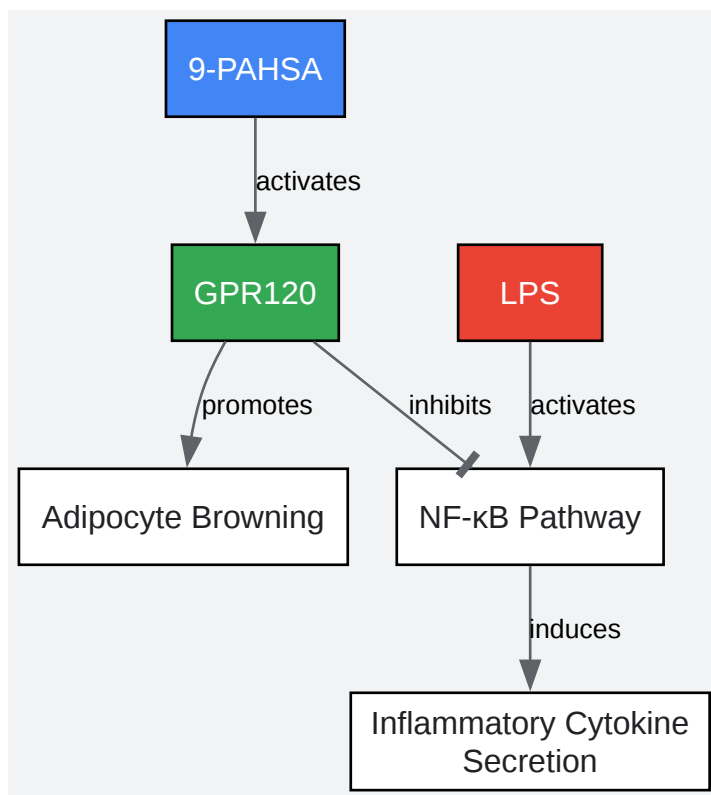 9-PAHSA
activates
GPR120
LPS
promotes
inhibits
activates
Adipocyte Browning
NF-κB Pathway
induces
Inflammatory Cytokine
Secretion